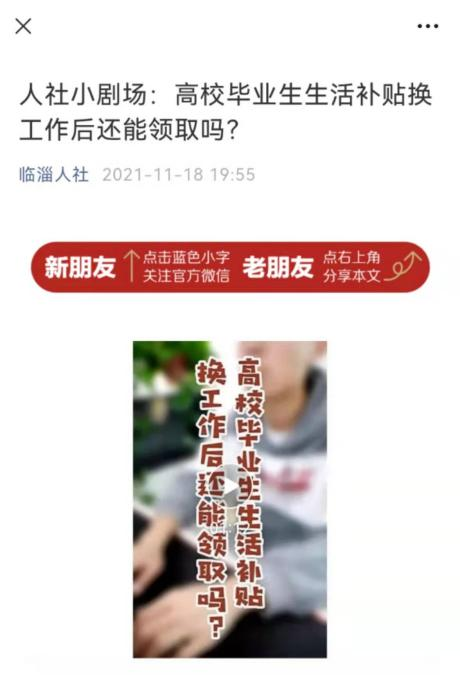 人社小剧场：高校毕业生生活补贴换
工作后还能领取吗？
临淄人社 2021-11-18 19:55
新朋友
点击蓝色小字
关注官方微信
老朋友
点右上角
分享本文
高校毕业生生活补贴
换工作后还能领取吗？